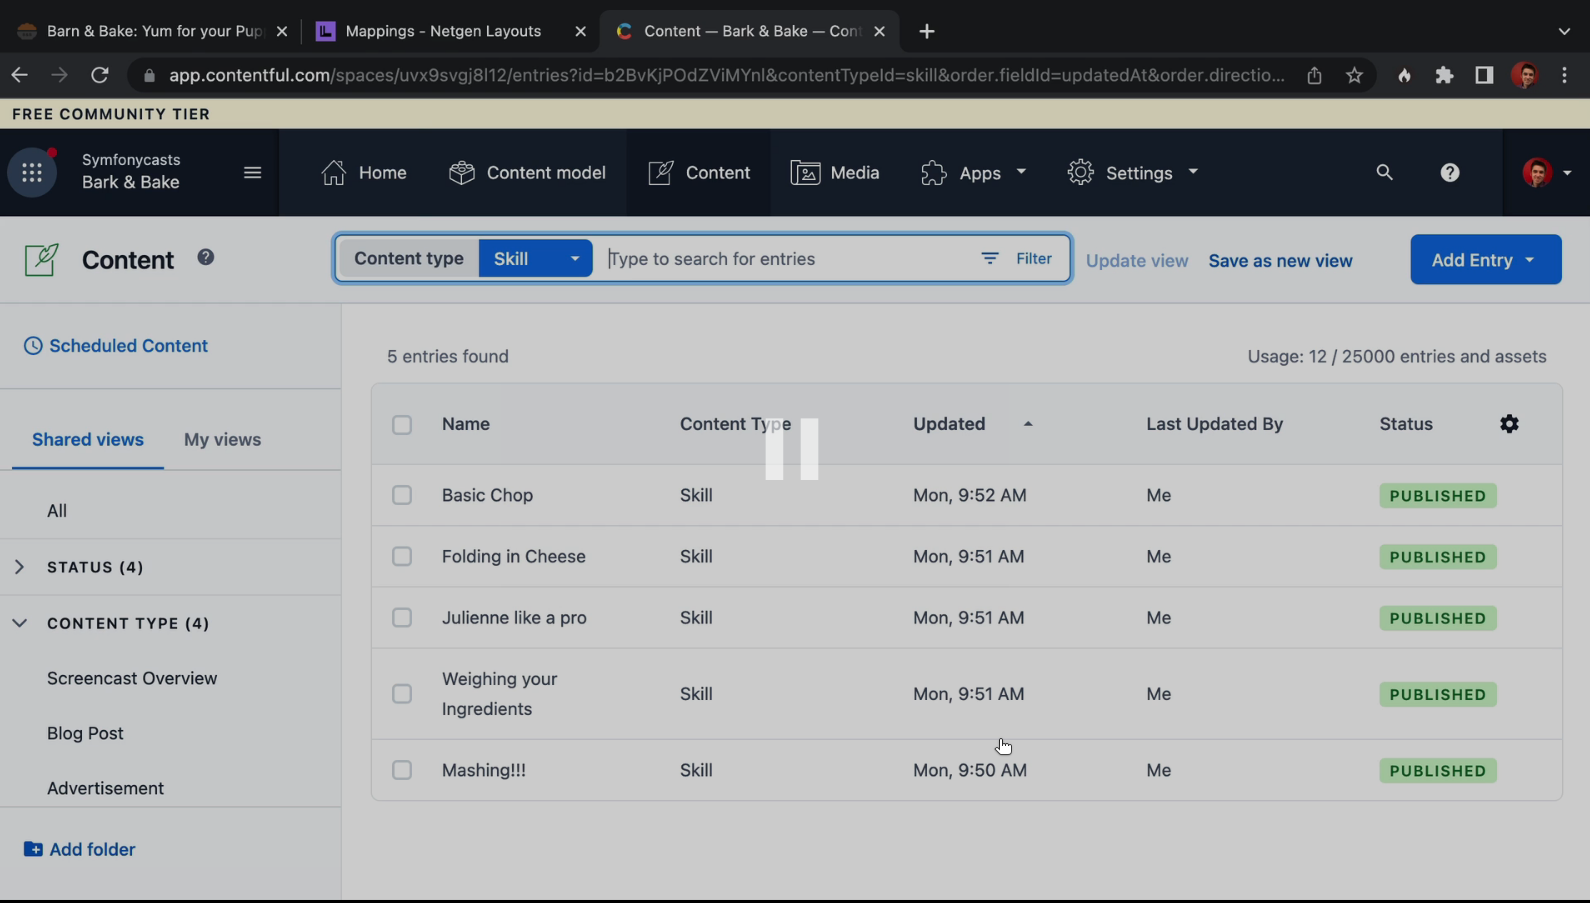 Barn & Bake: Yum for your Pup
Mappings - Netgen Layouts
Content — Bark & Bake — Cont
app.contentful.com/spaces/uvx9svgj8l12/entries?id=b2BvKjPOdZViMYnl&contentTypeId=skill&order.fieldId=updatedAt&order.directio...
FREE COMMUNITY TIER
Symfonycasts
Bark & Bake
Home
Content model
Content
Media
Apps
Settings
Content
Content type
Skill
Type to search for entries
Filter
Update view
Save as new view
Add Entry
Scheduled Content
5 entries found
Usage: 12 / 25000 entries and assets
Shared views
My views
Name
Content Type
Updated
Last Updated By
Status
Basic Chop
Skill
Mon, 9:52 AM
Me
PUBLISHED
All
Folding in Cheese
Skill
Mon, 9:51 AM
Me
PUBLISHED
STATUS (4)
Julienne like a pro
Skill
Mon, 9:51 AM
Me
PUBLISHED
CONTENT TYPE (4)
Weighing your
Ingredients
Skill
Mon, 9:51 AM
Me
PUBLISHED
Screencast Overview
Blog Post
Mashing!!!
Skill
Mon, 9:50 AM
Me
PUBLISHED
Advertisement
Add folder